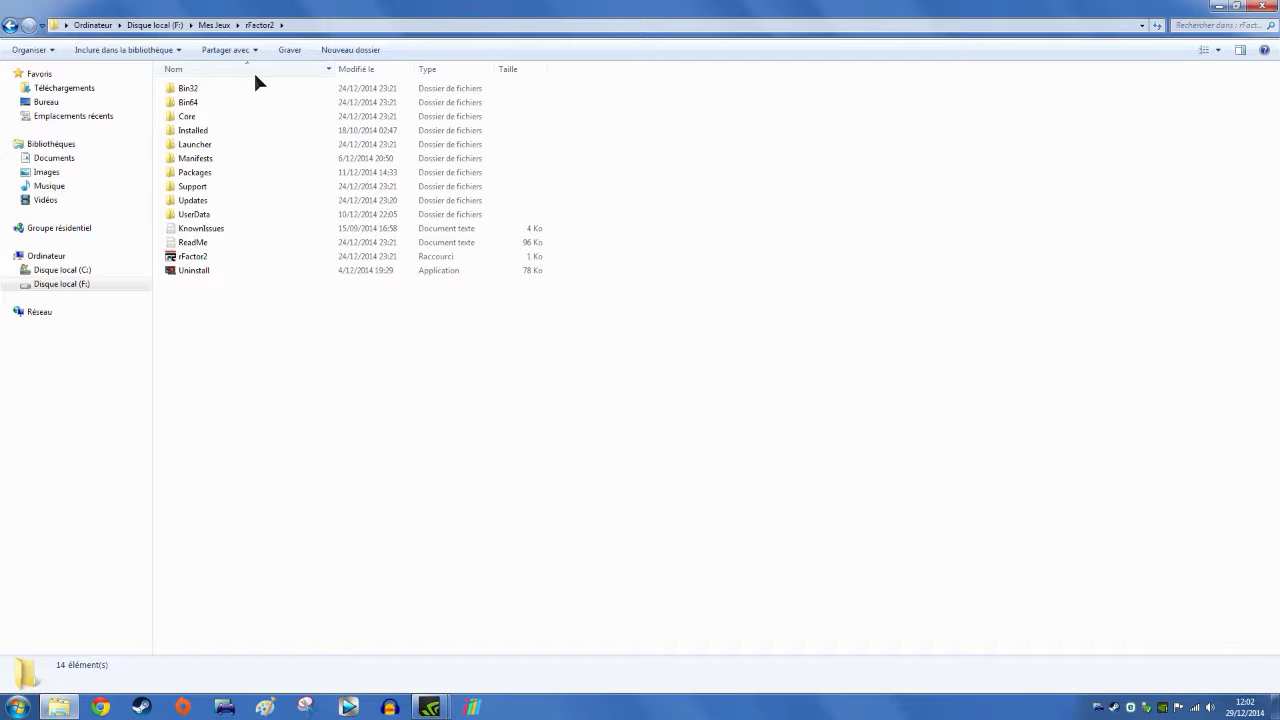 Ordinateur Disque local (F:) Mes Jeux rFactor2
Rechercher dans : rFact...
Organiser Inclure dans la bibliothèque Partager avec Graver Nouveau dossier
Nom Modifié le Type Taille
Favoris
Téléchargements
Bureau
Emplacements récents
Bibliothèques
Documents
Images
Musique
Vidéos
Groupe résidentiel
Ordinateur
Disque local (C:)
Disque local (F:)
Réseau
Bin32 24/12/2014 23:21 Dossier de fichiers
Bin64 24/12/2014 23:21 Dossier de fichiers
Core 24/12/2014 23:21 Dossier de fichiers
Installed 18/10/2014 02:47 Dossier de fichiers
Launcher 24/12/2014 23:21 Dossier de fichiers
Manifests 6/12/2014 20:50 Dossier de fichiers
Packages 11/12/2014 14:33 Dossier de fichiers
Support 24/12/2014 23:21 Dossier de fichiers
Updates 24/12/2014 23:20 Dossier de fichiers
UserData 10/12/2014 22:05 Dossier de fichiers
KnownIssues 15/09/2014 16:58 Document texte 4 Ko
ReadMe 24/12/2014 23:21 Document texte 96 Ko
rFactor2 24/12/2014 23:21 Raccourci 1 Ko
Uninstall 4/12/2014 19:29 Application 78 Ko
14 élément(s)
12:02
29/12/2014